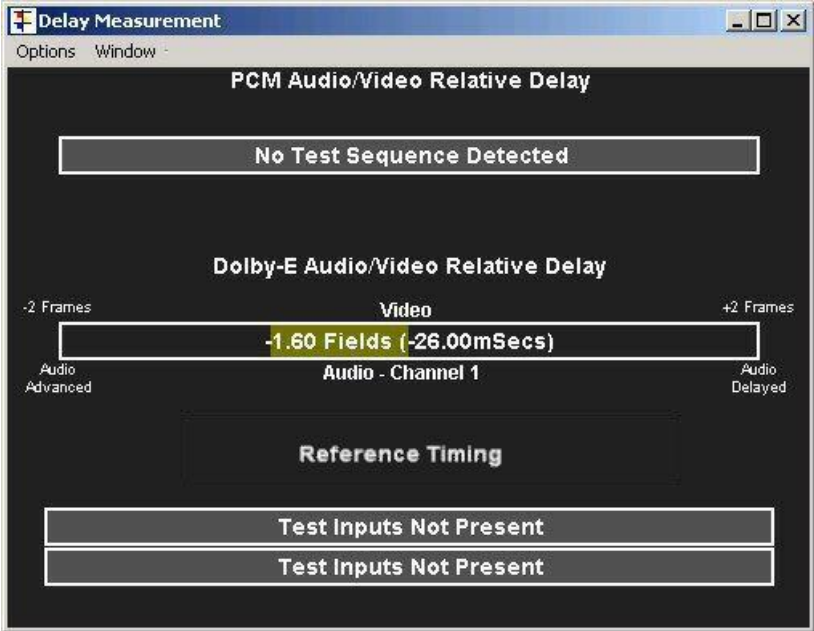 Delay Measurement
Options Window
PCM Audio/Video Relative Delay
No Test Sequence Detected
Dolby-E Audio/Video Relative Delay
-2 Frames Video +2 Frames
-1.60 Fields (-26.00mSecs)
Audio Advanced Audio - Channel 1 Audio Delayed
Reference Timing
Test Inputs Not Present
Test Inputs Not Present